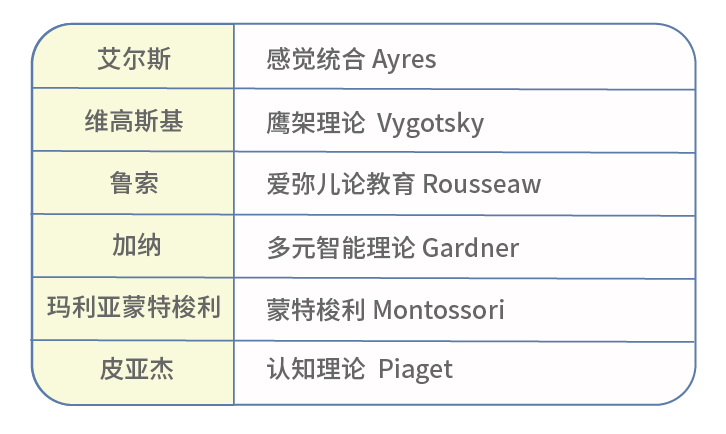 艾尔斯 感觉统合 Ayres
维高斯基 鹰架理论 Vygotsky
鲁索 爱弥儿论教育 Rousseaw
加纳 多元智能理论 Gardner
玛利亚蒙特梭利 蒙特梭利 Montossori
皮亚杰 认知理论 Piaget